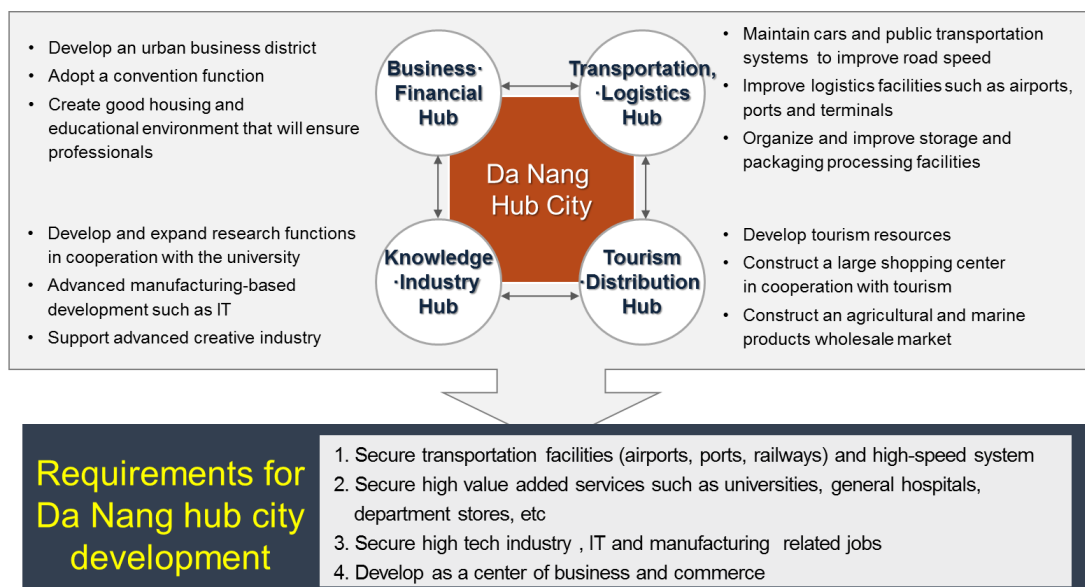 • Develop an urban business district
• Adopt a convention function
• Create good housing and
educational environment that will ensure
professionals
Business·
·Financial
Hub
Transportation,
·Logistics
Hub
• Maintain cars and public transportation
systems to improve road speed
• Improve logistics facilities such as airports,
ports and terminals
• Organize and improve storage and
packaging processing facilities
Da Nang
Hub City
• Develop and expand research functions
in cooperation with the university
• Advanced manufacturing-based
development such as IT
• Support advanced creative industry
Knowledge
·Industry
Hub
Tourism
·Distribution
Hub
• Develop tourism resources
• Construct a large shopping center
in cooperation with tourism
• Construct an agricultural and marine
products wholesale market
Requirements for
Da Nang hub city
development
1. Secure transportation facilities (airports, ports, railways) and high-speed system
2. Secure high value added services such as universities, general hospitals,
department stores, etc
3. Secure high tech industry , IT and manufacturing related jobs
4. Develop as a center of business and commerce